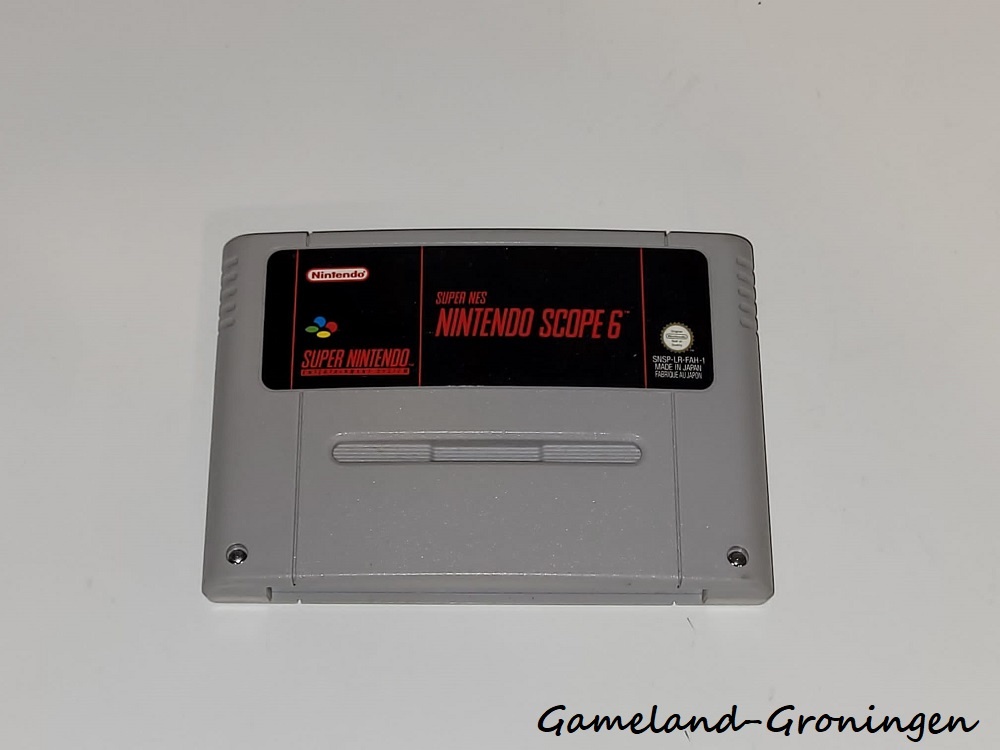 Nintendo
SUPER NINTENDO™
ENTERTAINMENT SYSTEM
SUPER NES
NINTENDO SCOPE 6™
SNSP-LR-FAH-1
MADE IN JAPAN
FABRIQUE AU JAPON
Gameland-Groningen